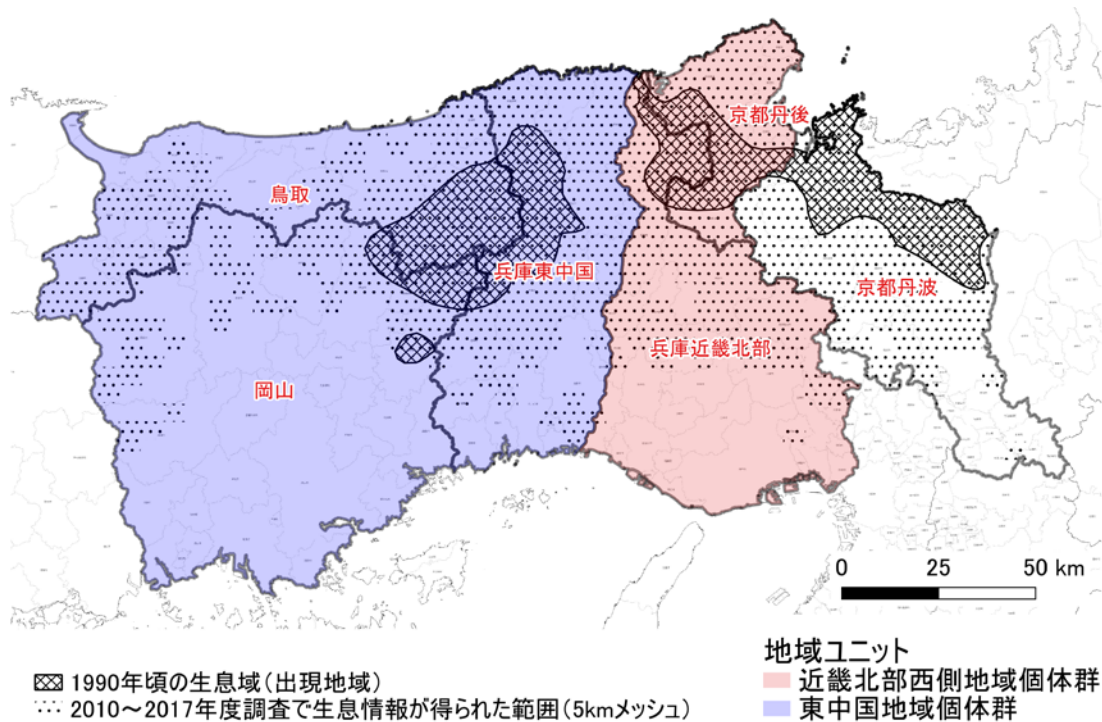 京都丹後
鳥取
兵庫東中国
京都丹波
兵庫近畿北部
岡山
0 25 50 km
1990年頃の生息域(出現地域)
2010～2017年度調査で生息情報が得られた範囲(5kmメッシュ)
地域ユニット
近畿北部西側地域個体群
東中国地域個体群